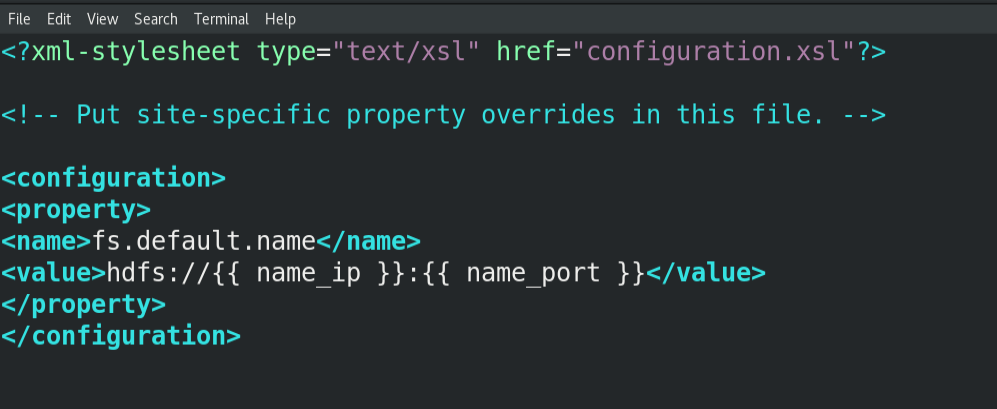 File Edit View Search Terminal Help
<?xml-stylesheet type="text/xsl" href="configuration.xsl"?>
<!-- Put site-specific property overrides in this file. -->
<configuration>
<property>
<name>fs.default.name</name>
<value>hdfs://{{ name_ip }}:{{ name_port }}</value>
</property>
</configuration>